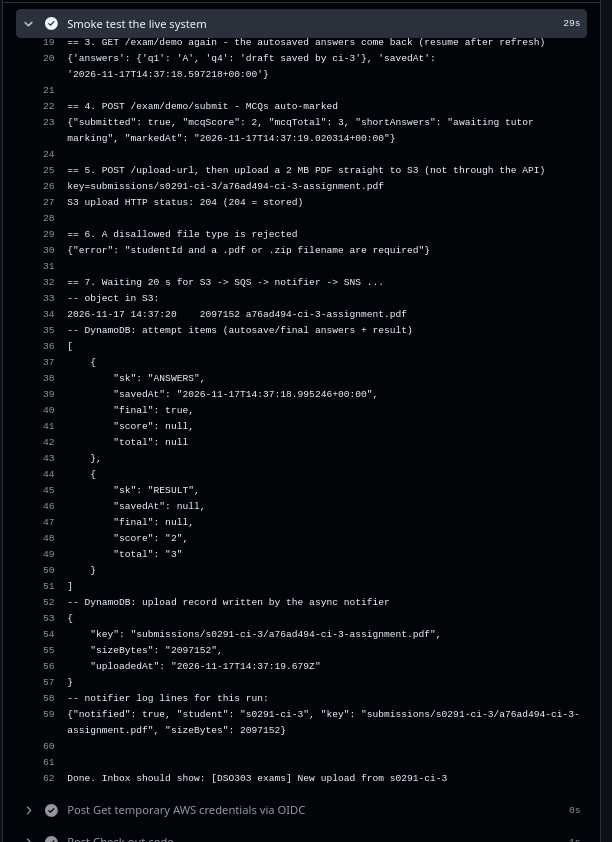 Smoke test the live system 29s
19 == 3. GET /exam/demo again - the autosaved answers come back (resume after refresh)
20 {'answers': {'q1': 'A', 'q4': 'draft saved by ci-3'}, 'savedAt':
'2026-11-17T14:37:18.597218+00:00'}
21
22 == 4. POST /exam/demo/submit - MCQs auto-marked
23 {"submitted": true, "mcqScore": 2, "mcqTotal": 3, "shortAnswers": "awaiting tutor
marking", "markedAt": "2026-11-17T14:37:19.020314+00:00"}
24
25 == 5. POST /upload-url, then upload a 2 MB PDF straight to S3 (not through the API)
26 key=submissions/s0291-ci-3/a76ad494-ci-3-assignment.pdf
27 S3 upload HTTP status: 204 (204 = stored)
28
29 == 6. A disallowed file type is rejected
30 {"error": "studentId and a .pdf or .zip filename are required"}
31
32 == 7. Waiting 20 s for S3 -> SQS -> notifier -> SNS ...
33 -- object in S3:
34 2026-11-17 14:37:20    2097152 a76ad494-ci-3-assignment.pdf
35 -- DynamoDB: attempt items (autosave/final answers + result)
36 [
37     {
38         "sk": "ANSWERS",
39         "savedAt": "2026-11-17T14:37:18.995246+00:00",
40         "final": true,
41         "score": null,
42         "total": null
43     },
44     {
45         "sk": "RESULT",
46         "savedAt": null,
47         "final": null,
48         "score": "2",
49         "total": "3"
50     }
51 ]
52 -- DynamoDB: upload record written by the async notifier
53 {
54     "key": "submissions/s0291-ci-3/a76ad494-ci-3-assignment.pdf",
55     "sizeBytes": "2097152",
56     "uploadedAt": "2026-11-17T14:37:19.679Z"
57 }
58 -- notifier log lines for this run:
59 {"notified": true, "student": "s0291-ci-3", "key": "submissions/s0291-ci-3/a76ad494-ci-3-
assignment.pdf", "sizeBytes": 2097152}
60
61
62 Done. Inbox should show: [DSO303 exams] New upload from s0291-ci-3
Post Get temporary AWS credentials via OIDC 0s
Post Check out code 1s